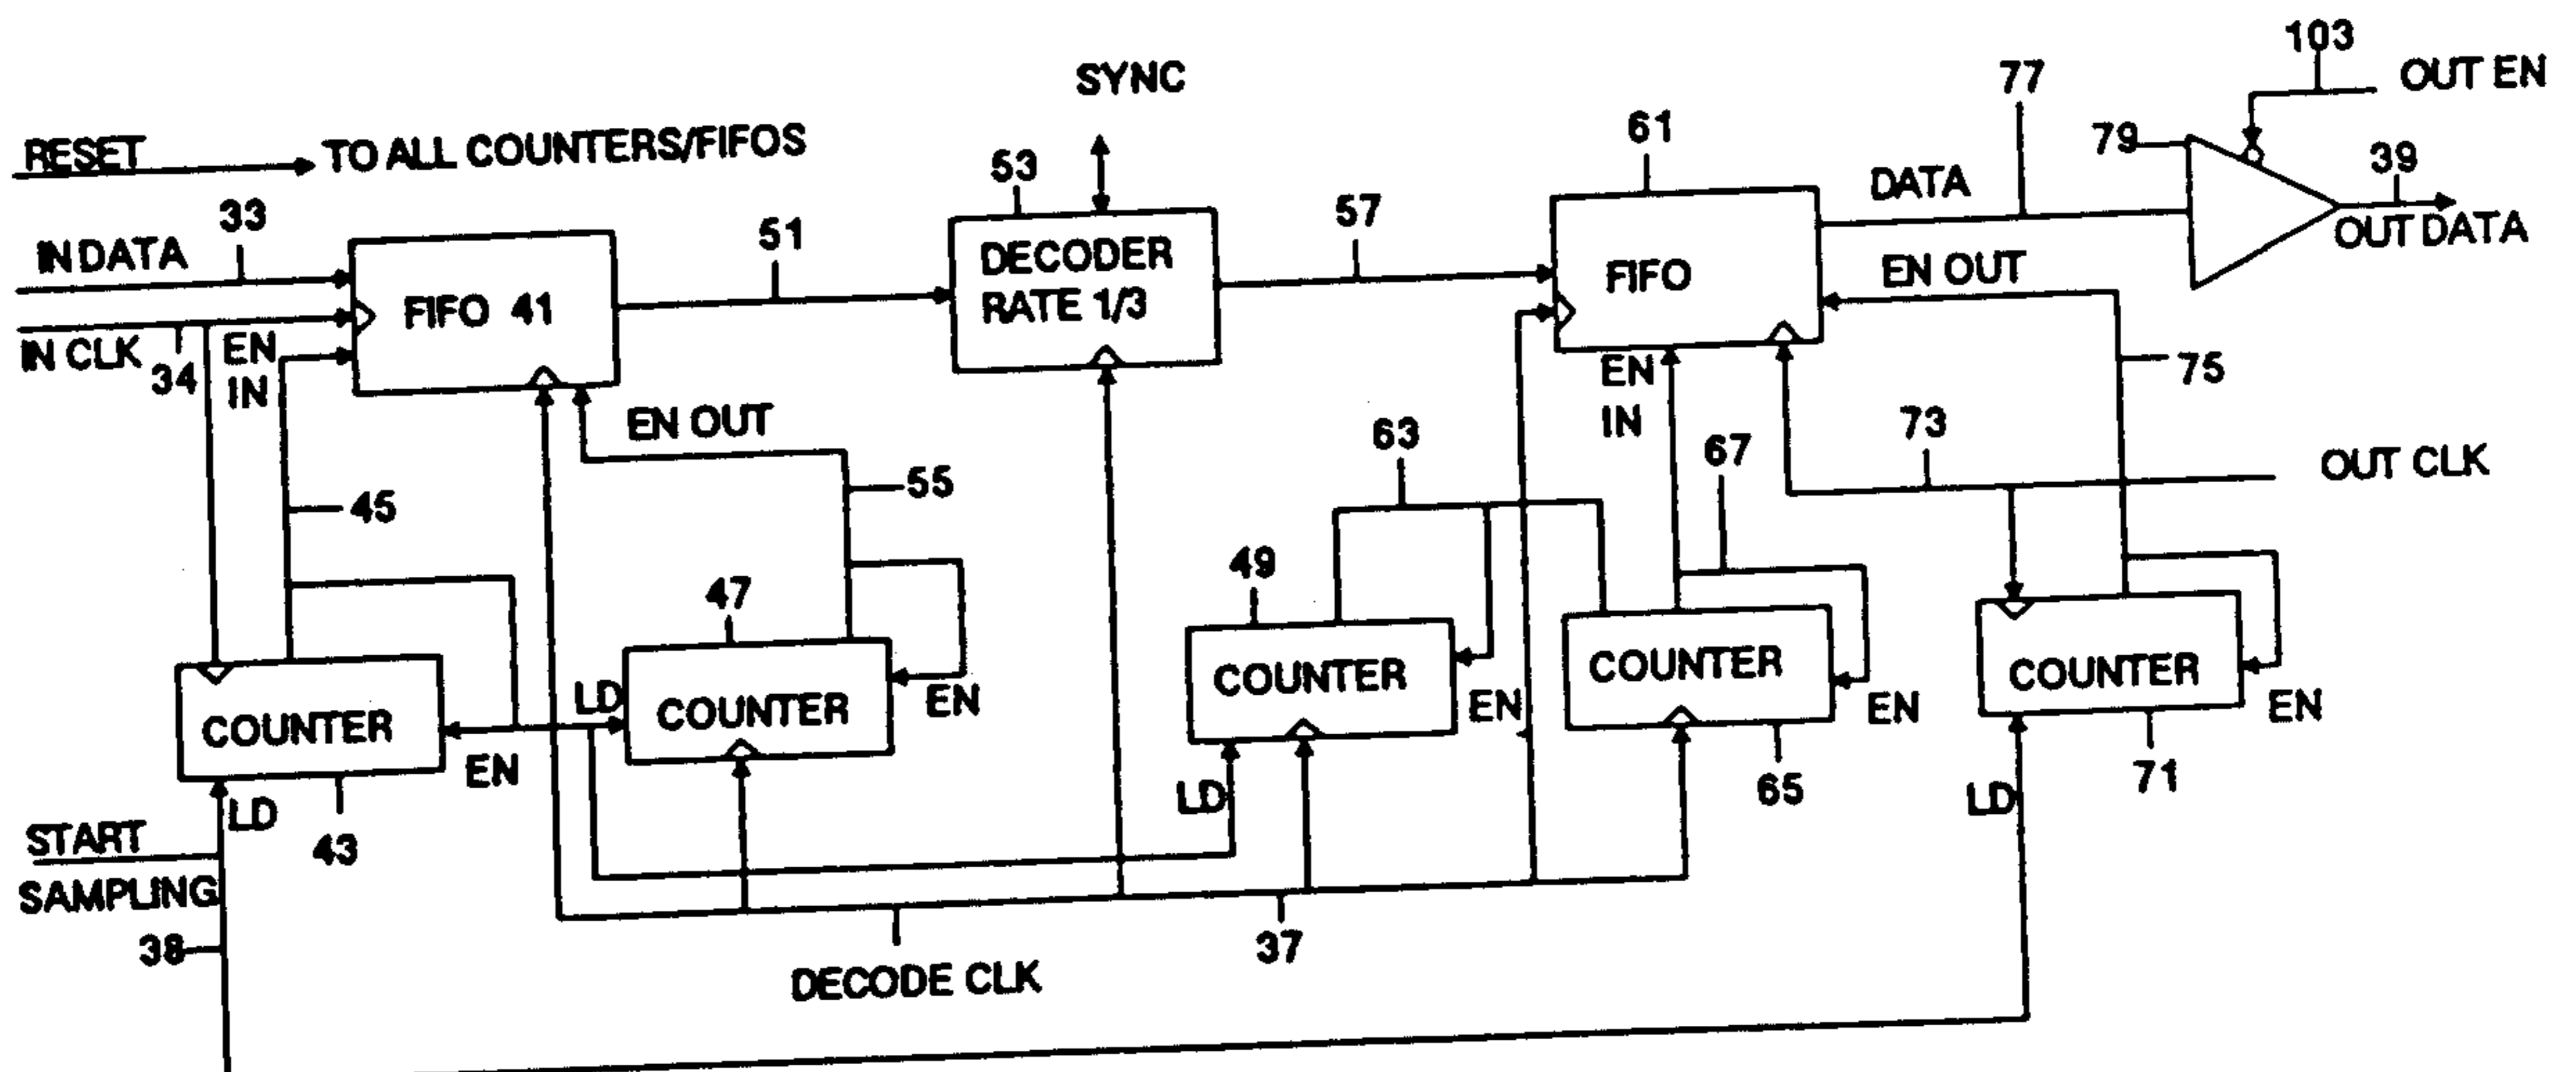 103
OUT EN
77
SYNC
61
79
39
RESET
TO ALL COUNTERS/FIFOS
53
DATA
33
51
57
OUT DATA
IN DATA
DECODER
RATE 1/3
FIFO
EN OUT
FIFO 41
IN CLK
34
EN
IN
EN
IN
75
EN OUT
63
67
73
OUT CLK
45
55
49
47
COUNTER
LD
COUNTER
EN
COUNTER
EN
COUNTER
EN
COUNTER
EN
EN
LD
43
LD
65
LD
71
START
SAMPLING
38
37
DECODE CLK